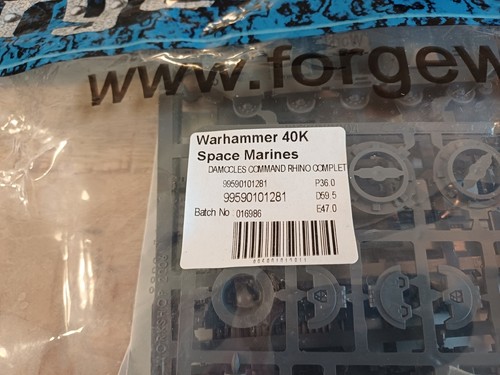 www.forgew
Warhammer 40K
Space Marines
DAMOCLES COMMAND RHINO COMPLET
99590101281 P36.0
99590101281 D59.5
Batch No : 016986 E47.0